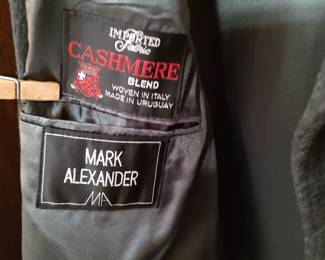 IMPORTED
Fabric
CASHMERE
BLEND
WOVEN IN ITALY
MADE IN URUGUAY
MARK
ALEXANDER
MA